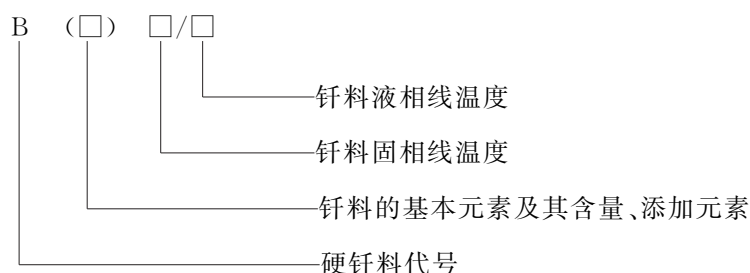 B （□） □/□
钎料液相线温度
钎料固相线温度
钎料的基本元素及其含量、添加元素
硬钎料代号